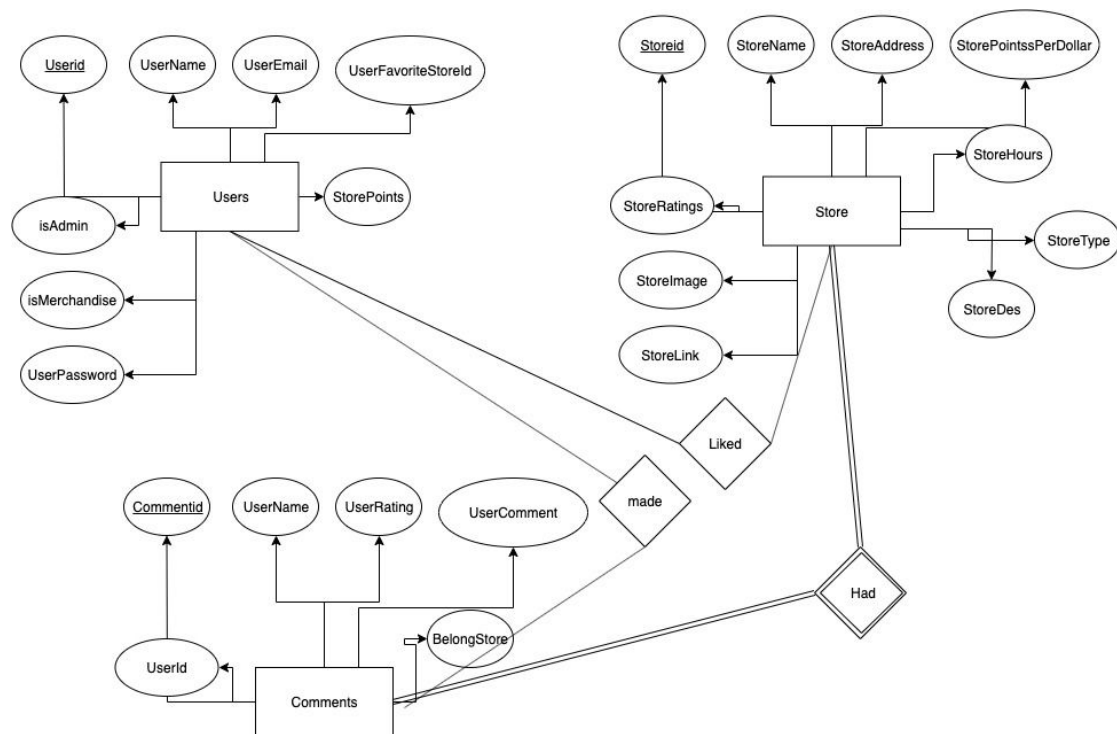 Userid
UserName
UserEmail
UserFavoriteStoreId
Users
StorePoints
isAdmin
isMerchandise
UserPassword
Storeid
StoreName
StoreAddress
StorePointssPerDollar
StoreHours
StoreRatings
Store
StoreType
StoreImage
StoreDes
StoreLink
Liked
made
Had
Commentid
UserName
UserRating
UserComment
BelongStore
UserId
Comments